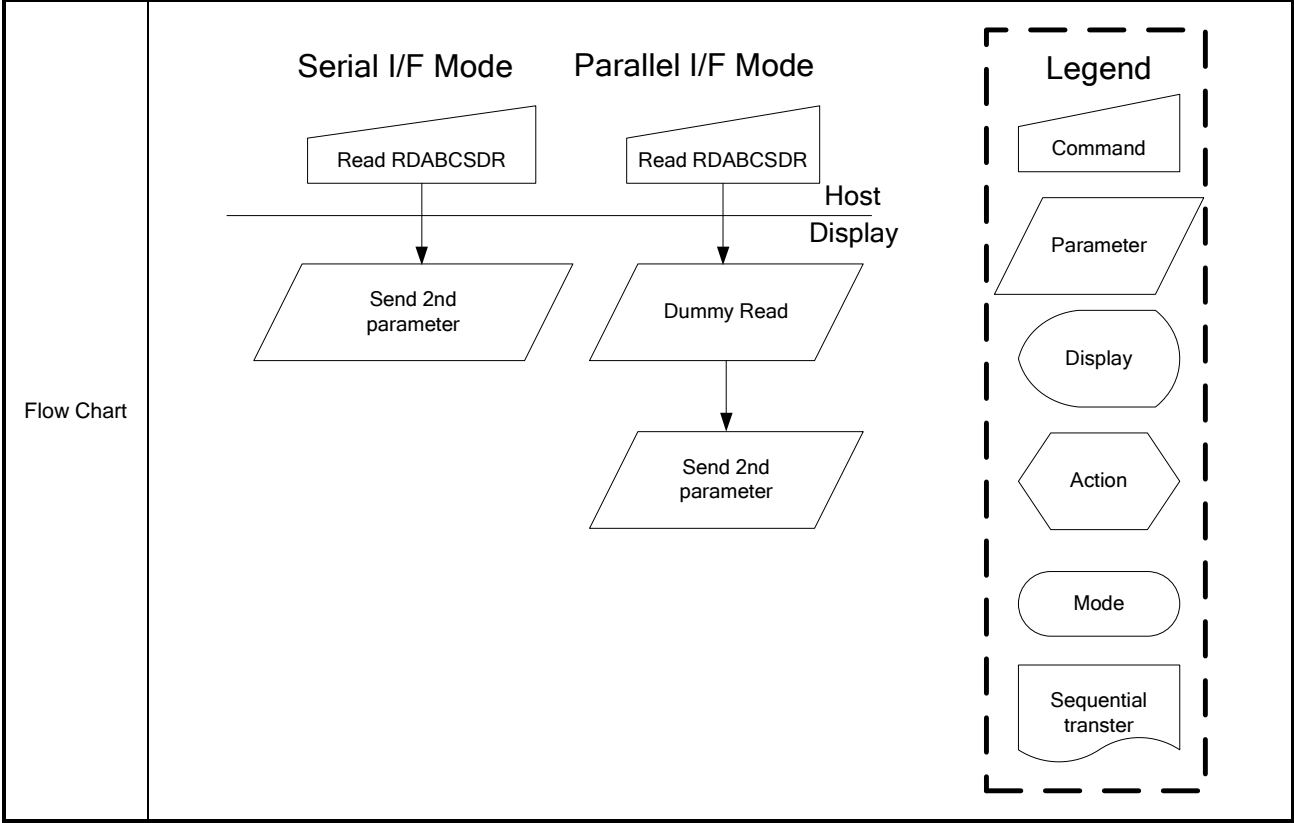 Flow Chart
Serial I/F Mode
Parallel I/F Mode
Read RDABCSDR
Read RDABCSDR
Host
Display
Send 2nd
parameter
Dummy Read
Send 2nd
parameter
Legend
Command
Parameter
Display
Action
Mode
Sequential
transter